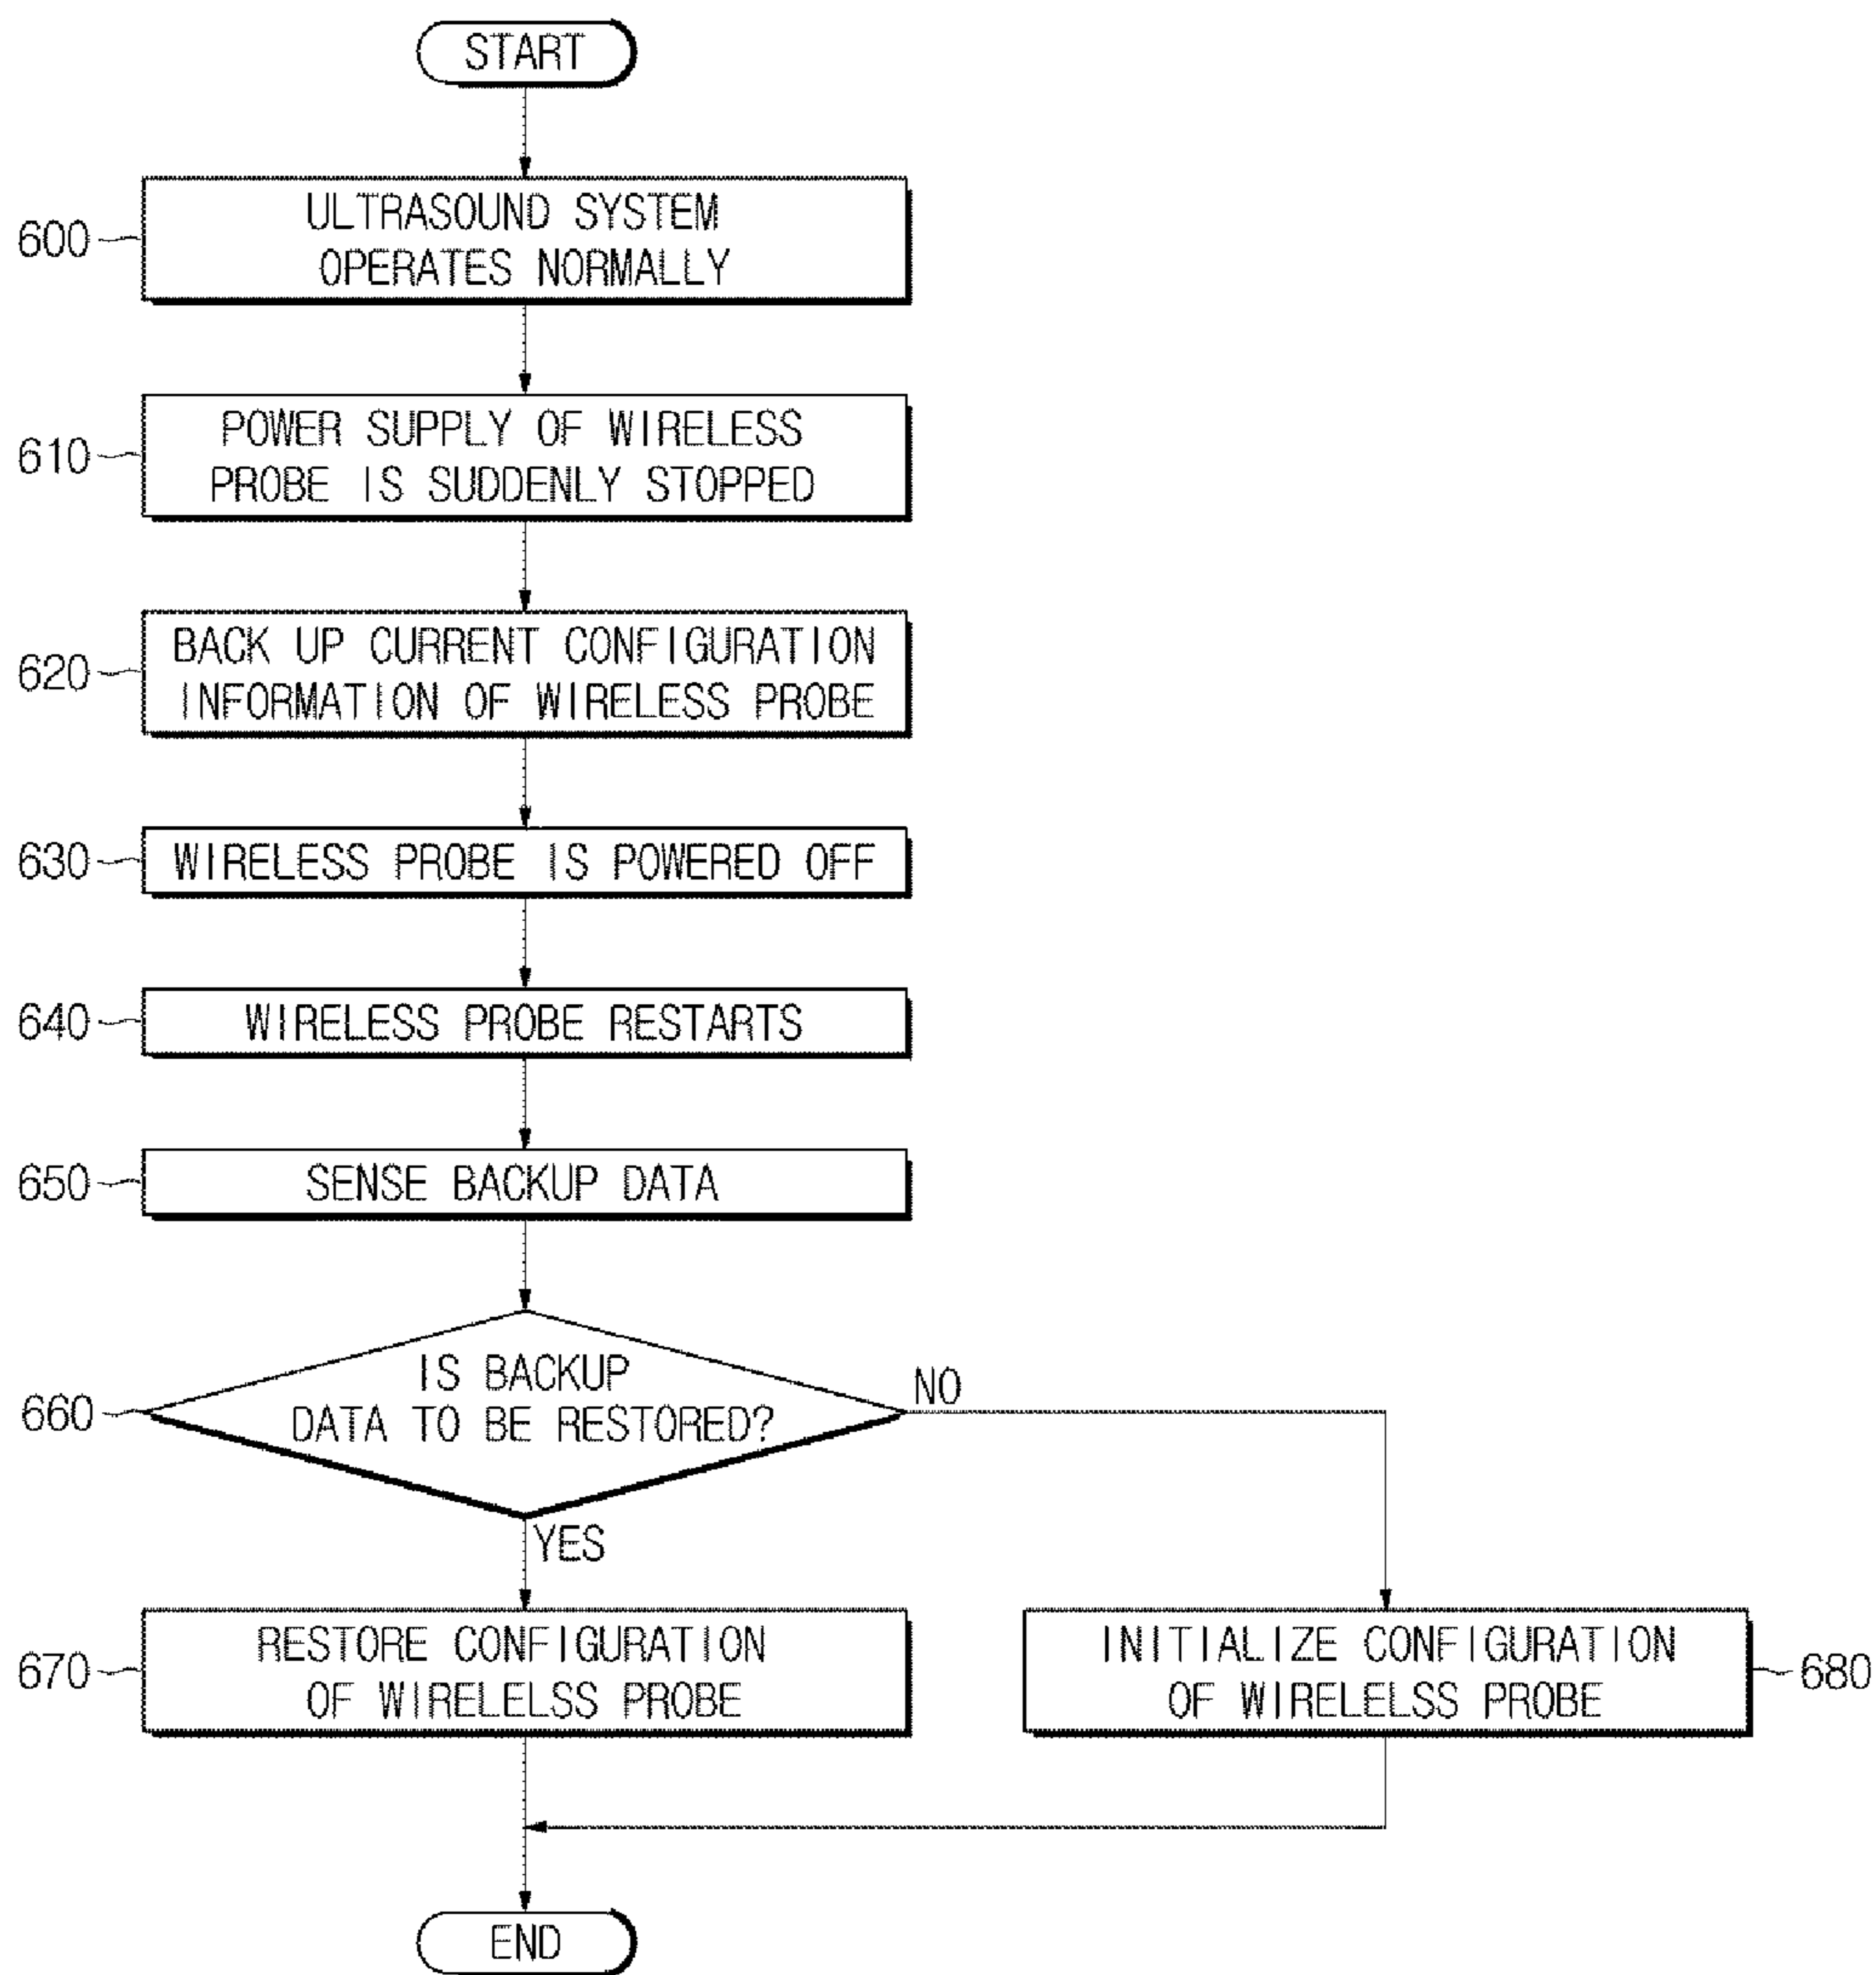 START
600
ULTRASOUND SYSTEM
OPERATES NORMALLY
610
POWER SUPPLY OF WIRELESS
PROBE IS SUDDENLY STOPPED
620
BACK UP CURRENT CONFIGURATION
INFORMATION OF WIRELESS PROBE
630
WIRELESS PROBE IS POWERED OFF
640
WIRELESS PROBE RESTARTS
650
SENSE BACKUP DATA
660
IS BACKUP
DATA TO BE RESTORED?
NO
YES
670
RESTORE CONFIGURATION
OF WIRELELSS PROBE
INITIALIZE CONFIGURATION
OF WIRELELSS PROBE
680
END